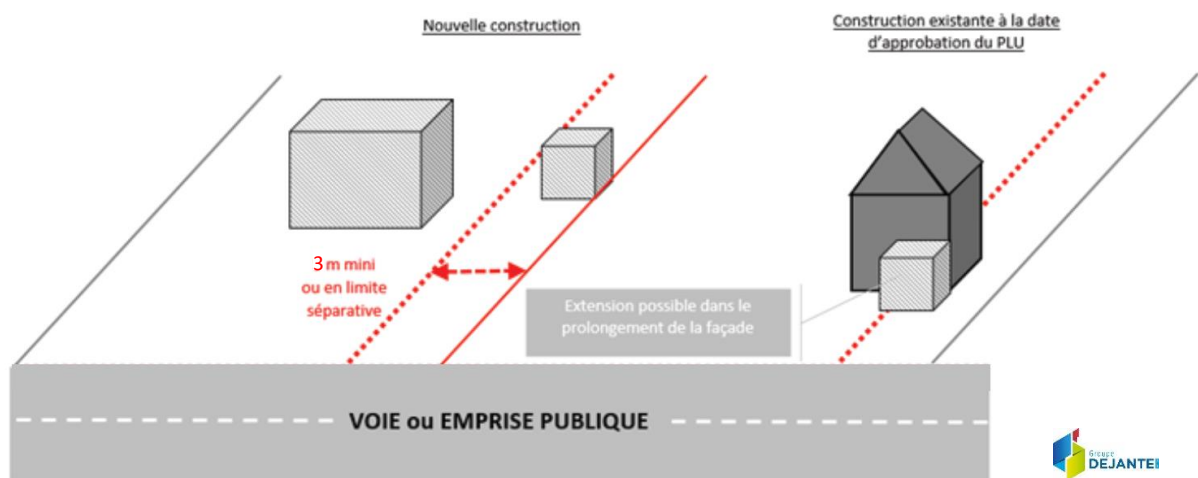 Nouvelle construction
Construction existante à la date
d'approbation du PLU
3 m mini
ou en limite
séparative
Extension possible dans le
prolongement de la façade
VOIE ou EMPRISE PUBLIQUE
Groupe
DEJANTE